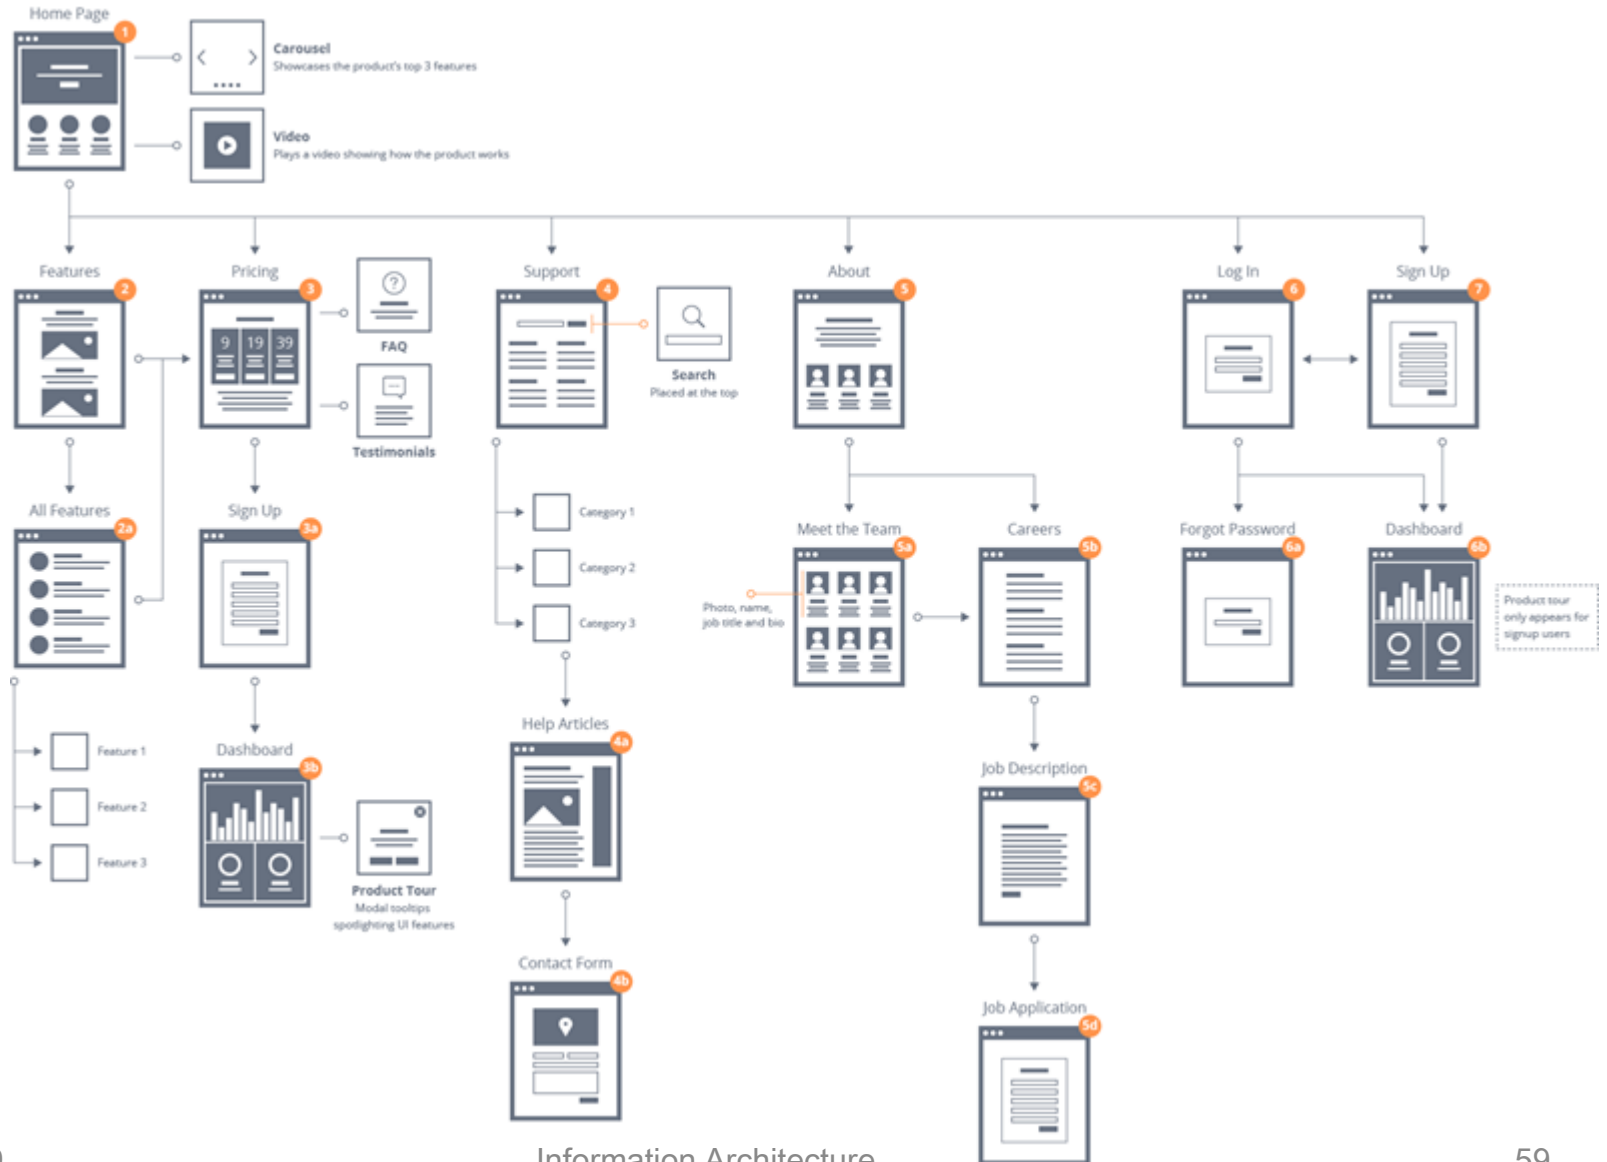 Home Page
1
Carousel
Showcases the product's top 3 features
Video
Plays a video showing how the product works
Features
2
Pricing
3
9 19 39
FAQ
Testimonials
Support
4
Search
Placed at the top
About
5
Log In
6
Sign Up
7
All Features
2a
Sign Up
3a
Category 1
Category 2
Category 3
Meet the Team
5a
Photo, name,
job title and bio
Careers
5b
Forgot Password
6a
Dashboard
6b
Product tour
only appears for
signup users
Feature 1
Feature 2
Feature 3
Dashboard
3b
Product Tour
Modal tooltips
spotlighting UI features
Help Articles
4a
Job Description
5c
Contact Form
4b
Job Application
5d
Information Architecture
59